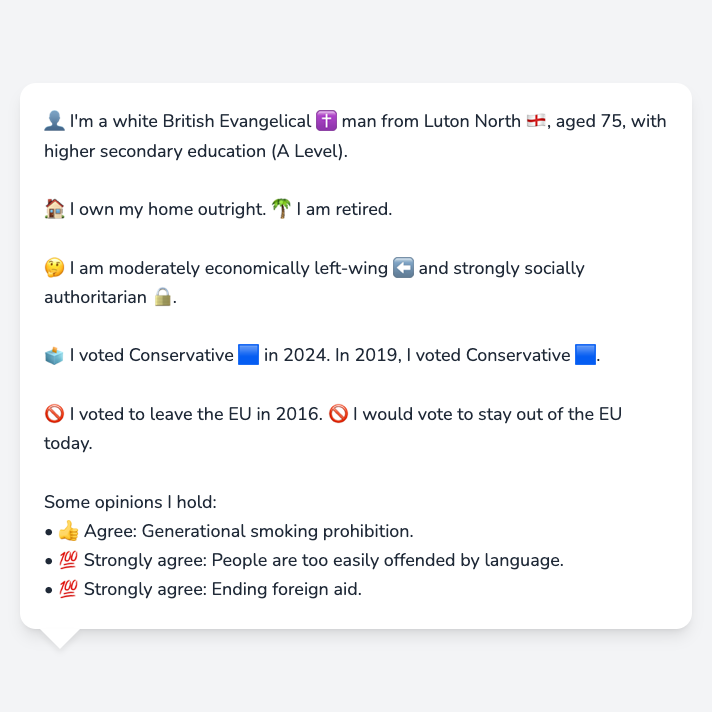 👤 I'm a white British Evangelical ✝️ man from Luton North 🏴󠁧󠁢󠁥󠁮󠁧󠁿, aged 75, with
higher secondary education (A Level).
🏠 I own my home outright. 🌴 I am retired.
🤔 I am moderately economically left-wing ⬅️ and strongly socially
authoritarian 🔒.
🗳️ I voted Conservative 🟦 in 2024. In 2019, I voted Conservative 🟦.
🚫 I voted to leave the EU in 2016. 🚫 I would vote to stay out of the EU
today.
Some opinions I hold:
• 👍 Agree: Generational smoking prohibition.
• 💯 Strongly agree: People are too easily offended by language.
• 💯 Strongly agree: Ending foreign aid.